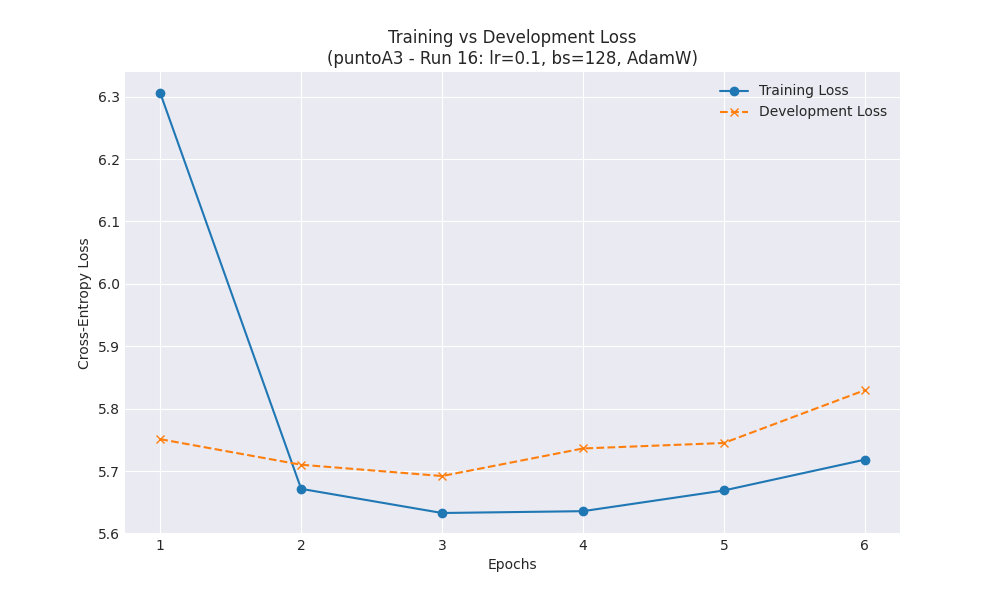 Training vs Development Loss
(puntoA3 - Run 16: lr=0.1, bs=128, AdamW)
Training Loss
Development Loss
Cross-Entropy Loss
6.3
6.2
6.1
6.0
5.9
5.8
5.7
5.6
1 2 3 4 5 6
Epochs